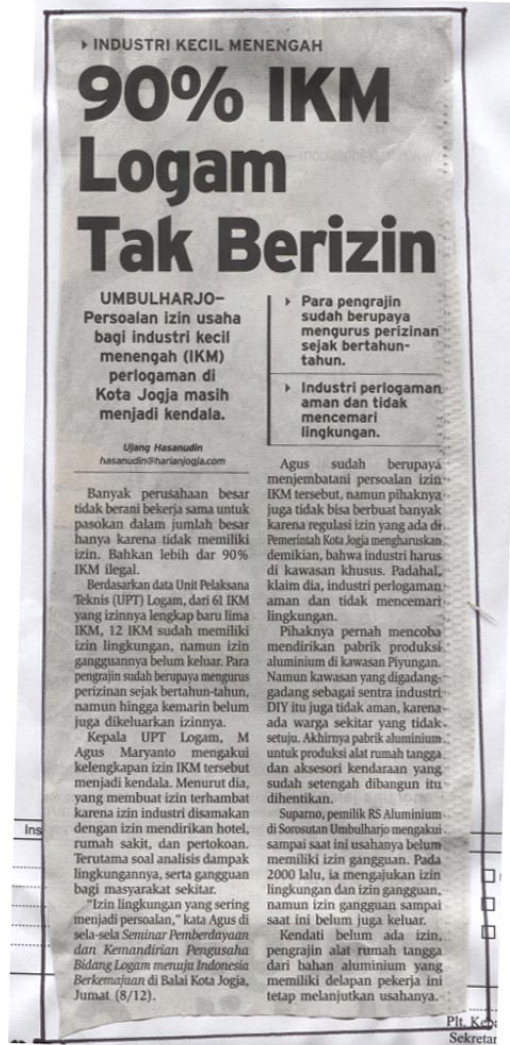 INDUSTRI KECIL MENENGAH
90% IKM
Logam
Tak Berizin
UMBULHARJO—
Persoalan izin usaha
bagi industri kecil
menengah (IKM)
perlogaman di
Kota Jogja masih
menjadi kendala.
Ujang Hasanudin
hasanudin@harianjogja.com
Para pengrajin
sudah berupaya
mengurus perizinan
sejak bertahun-
tahun.
Industri perlogaman
aman dan tidak
mencemari
lingkungan.
Banyak perusahaan besar
tidak berani bekerja sama untuk
pasokan dalam jumlah besar
hanya karena tidak memiliki
izin. Bahkan lebih dar 90%
IKM ilegal.
Berdasarkan data Unit Pelaksana
Teknis (UPT) Logam, dari 61 IKM
yang izinnya lengkap baru lima
IKM, 12 IKM sudah memiliki
izin lingkungan, namun izin
gangguannya belum keluar. Para
pengrajin sudah berupaya mengurus
perizinan sejak bertahun-tahun,
namun hingga kemarin belum
juga dikeluarkan izinnya.
Kepala UPT Logam, M
Agus Maryanto mengakui
kelengkapan izin IKM tersebut
menjadi kendala. Menurut dia,
yang membuat izin terhambat
karena izin industri disamakan
dengan izin mendirikan hotel,
rumah sakit, dan pertokoan.
Terutama soal analisis dampak
lingkungannya, serta gangguan
bagi masyarakat sekitar.
"Izin lingkungan yang sering
menjadi persoalan," kata Agus di
sela-sela Seminar Pemberdayaan
dan Kemandirian Pengusaha
Bidang Logam menuju Indonesia
Berkemajuan di Balai Kota Jogja,
Jumat (8/12).
Agus sudah berupaya
menjembatani persoalan izin
IKM tersebut, namun pihaknya
juga tidak bisa berbuat banyak
karena regulasi izin yang ada di
Pemerintah Kota Jogja mengharuskan
demikian, bahwa industri harus
di kawasan khusus. Padahal,
klaim dia, industri perlogaman
aman dan tidak mencemari
lingkungan.
Pihaknya pernah mencoba
mendirikan pabrik produksi
aluminium di kawasan Piyungan.
Namun kawasan yang digadang-
gadang sebagai sentra industri
DIY itu juga tidak aman, karena
ada warga sekitar yang tidak
setuju. Akhirnya pabrik aluminium
untuk produksi alat rumah tangga
dan aksesori kendaraan yang
sudah setengah dibangun itu
dihentikan.
Suparno, pemilik RS Aluminium
di Sorosutan Umbulharjo mengakui
sampai saat ini usahanya belum
memiliki izin gangguan. Pada
2000 lalu, ia mengajukan izin
lingkungan dan izin gangguan,
namun izin gangguan sampai
saat ini belum juga keluar.
Kendati belum ada izin,
pengrajin alat rumah tangga
dari bahan aluminium yang
memiliki delapan pekerja ini
tetap melanjutkan usahanya.
Ins
Plt. Kepa
Sekretar